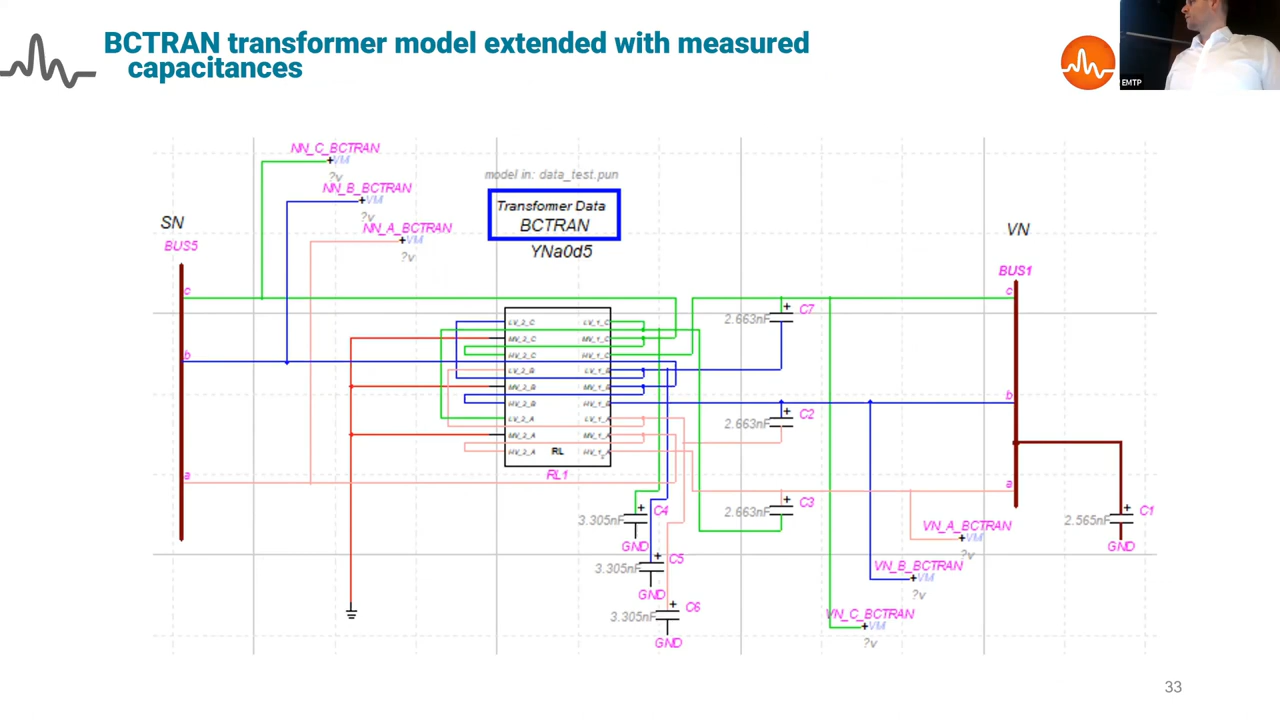 BCTRAN transformer model extended with measured
capacitances
EMTP
NN_C_BCTRAN
+VM
?v
NN_B_BCTRAN
+VM
?v
NN_A_BCTRAN
+VM
?v
model in: data_test.pun
Transformer Data
BCTRAN
YNa0d5
SN
BUS5
c
b
a
VN
BUS1
c
b
a
LV_2_C LV_1_C
MV_2_C MV_1_C
HV_2_C HV_1_C
LV_2_B LV_1_B
MV_2_B MV_1_B
HV_2_B HV_1_B
LV_2_A LV_1_A
MV_2_A MV_1_A
HV_2_A HV_1_A
RL
RL1
+ C7
2.663nF
+ C2
2.663nF
+ C3
2.663nF
+ C4
3.305nF
GND
+ C5
3.305nF
GND
+ C6
3.305nF
GND
+ C1
2.565nF
GND
VN_A_BCTRAN
+VM
?v
VN_B_BCTRAN
+VM
?v
VN_C_BCTRAN
+VM
?v
33